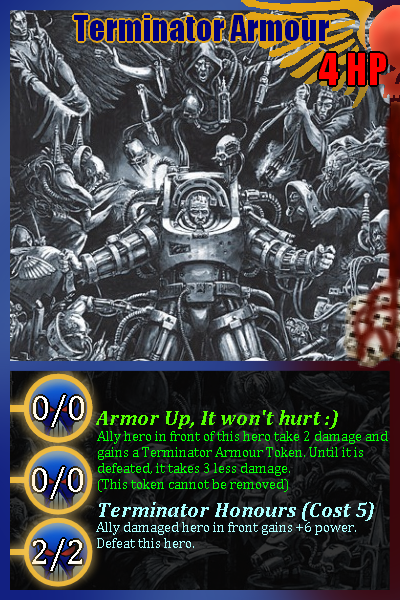 Terminator Armour
4 HP
0/0
Armor Up, It won't hurt :)
Ally hero in front of this hero take 2 damage and
gains a Terminator Armour Token. Until it is
defeated, it takes 3 less damage.
(This token cannot be removed)
0/0
Terminator Honours (Cost 5)
Ally damaged hero in front gains +6 power.
Defeat this hero.
2/2